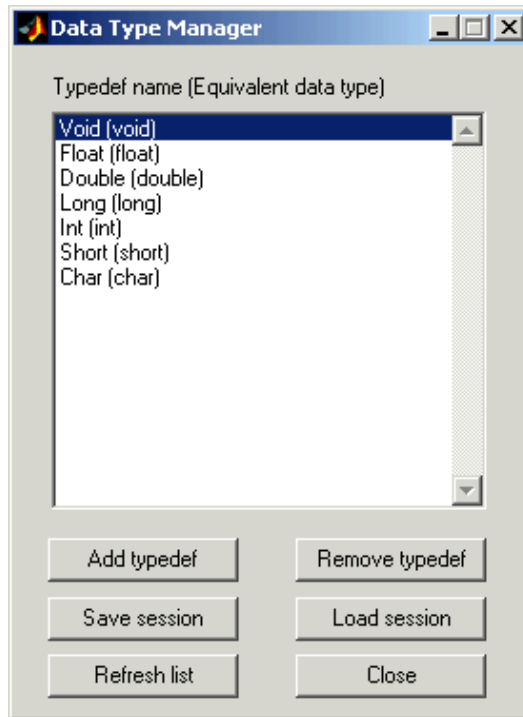 Data Type Manager
Typedef name (Equivalent data type)
Void (void)
Float (float)
Double (double)
Long (long)
Int (int)
Short (short)
Char (char)
Add typedef
Remove typedef
Save session
Load session
Refresh list
Close